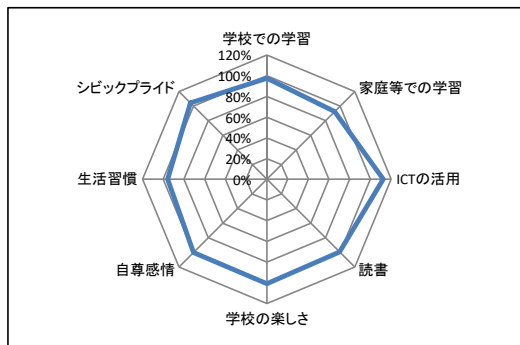 学校での学習
120%
100%
80%
60%
40%
20%
0%
シビックプライド
家庭等での学習
生活習慣
ICTの活用
自尊感情
読書
学校の楽しさ